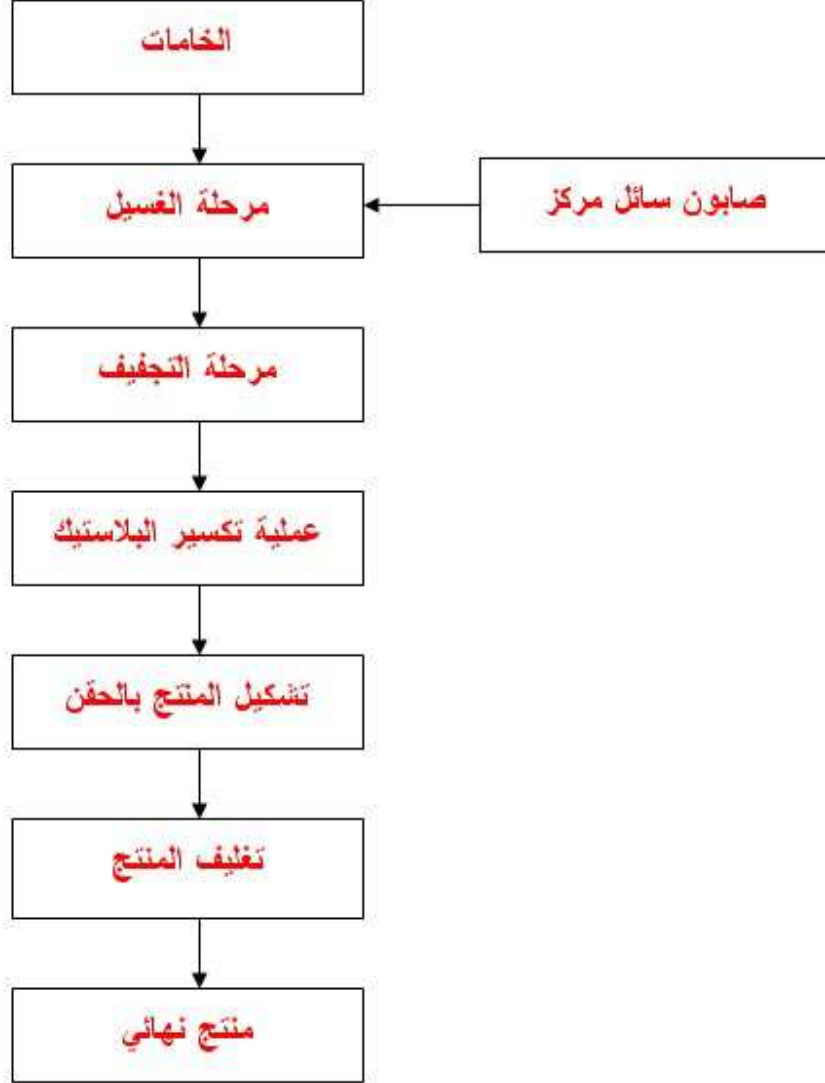 الخامات
مرحلة الغسيل
صابون سائل مركز
مرحلة التجفيف
عملية تكسير البلاستيك
تشكيل المنتج بالحقن
تغليف المنتج
منتج نهائي